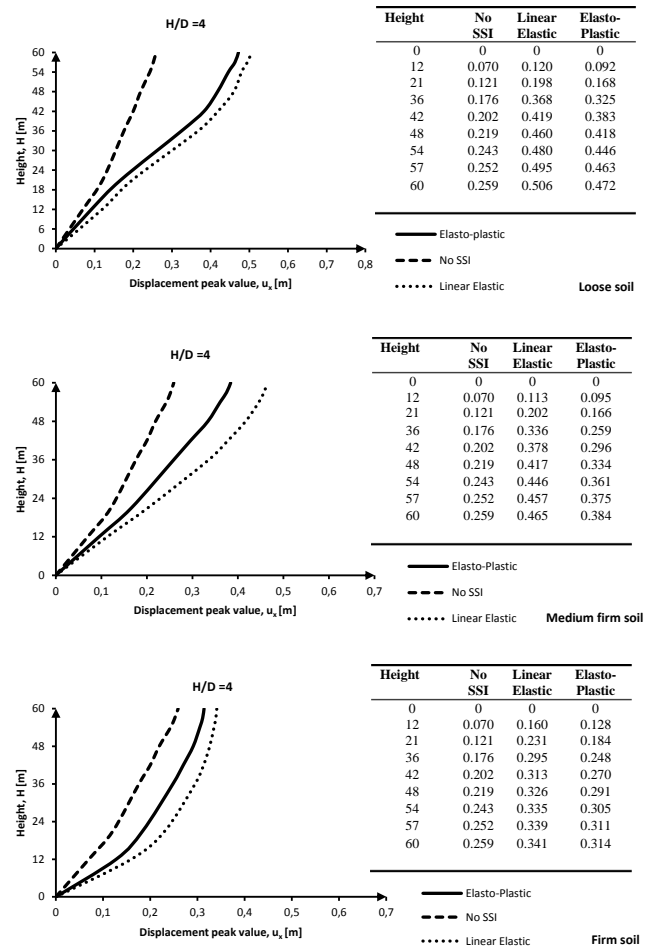 H/D =4
60
54
48
42
36
30
24
18
12
6
0
Height, H [m]
0 0,1 0,2 0,3 0,4 0,5 0,6 0,7 0,8
Displacement peak value, uₓ [m]
Height No SSI Linear Elastic Elasto-Plastic
0 0 0 0
12 0.070 0.120 0.092
21 0.121 0.198 0.168
36 0.176 0.368 0.325
42 0.202 0.419 0.383
48 0.219 0.460 0.418
54 0.243 0.480 0.446
57 0.252 0.495 0.463
60 0.259 0.506 0.472
Elasto-plastic
No SSI
Linear Elastic
Loose soil
H/D =4
60
48
36
24
12
0
Height, H [m]
0 0,1 0,2 0,3 0,4 0,5 0,6 0,7
Displacement peak value, uₓ [m]
Height No SSI Linear Elastic Elasto-Plastic
0 0 0 0
12 0.070 0.113 0.095
21 0.121 0.202 0.166
36 0.176 0.336 0.259
42 0.202 0.378 0.296
48 0.219 0.417 0.334
54 0.243 0.446 0.361
57 0.252 0.457 0.375
60 0.259 0.465 0.384
Elasto-Plastic
No SSI
Linear Elastic
Medium firm soil
H/D =4
60
48
36
24
12
0
Height, H [m]
0 0,1 0,2 0,3 0,4 0,5 0,6 0,7
Displacement peak value, uₓ [m]
Height No SSI Linear Elastic Elasto-Plastic
0 0 0 0
12 0.070 0.160 0.128
21 0.121 0.231 0.184
36 0.176 0.295 0.248
42 0.202 0.313 0.270
48 0.219 0.326 0.291
54 0.243 0.335 0.305
57 0.252 0.339 0.311
60 0.259 0.341 0.314
Elasto-Plastic
No SSI
Linear Elastic
Firm soil